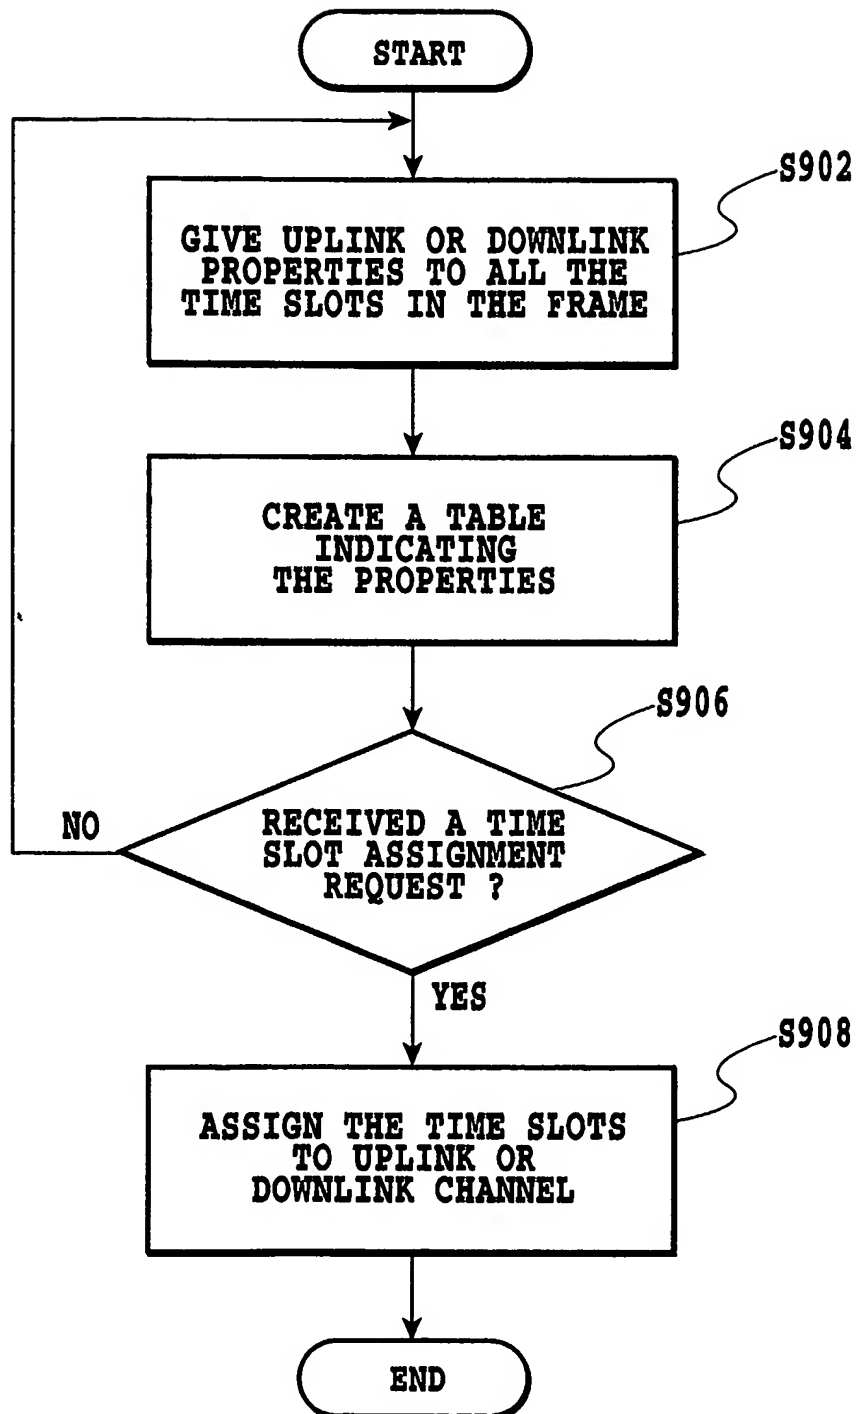 START
S902
GIVE UPLINK OR DOWNLINK
PROPERTIES TO ALL THE
TIME SLOTS IN THE FRAME
S904
CREATE A TABLE
INDICATING
THE PROPERTIES
S906
NO
RECEIVED A TIME
SLOT ASSIGNMENT
REQUEST ?
YES
S908
ASSIGN THE TIME SLOTS
TO UPLINK OR
DOWNLINK CHANNEL
END